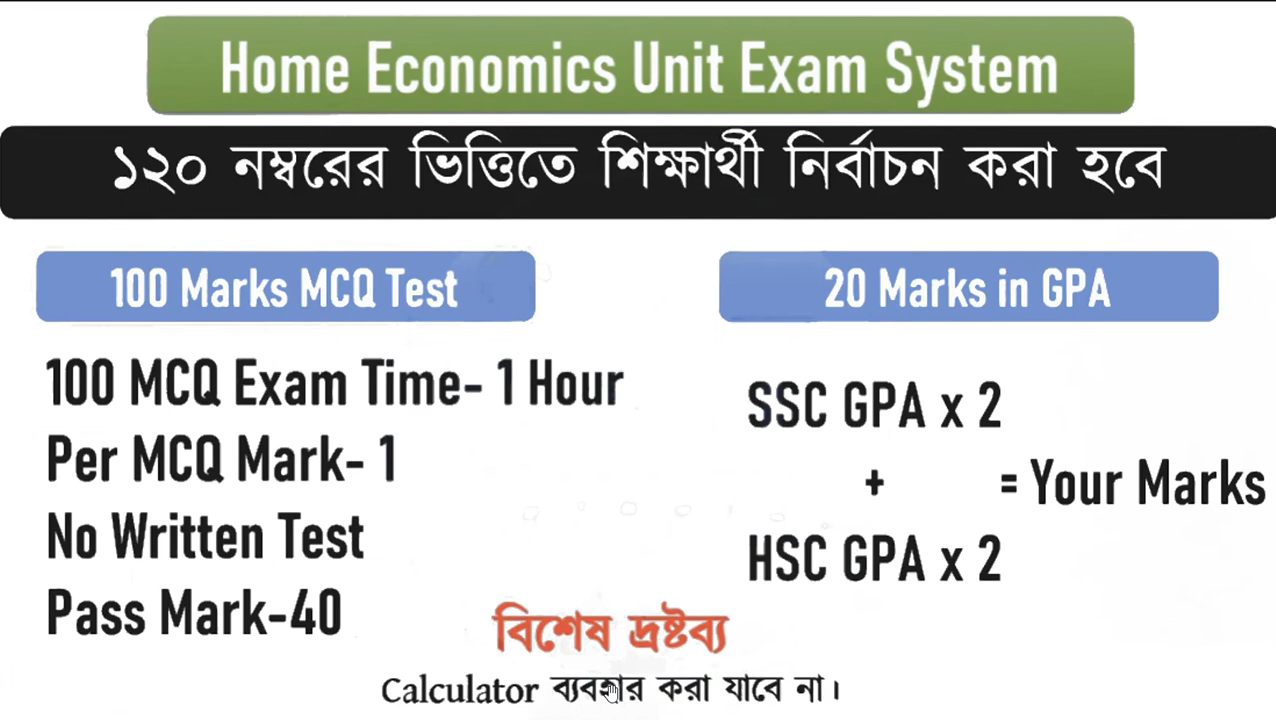 Home Economics Unit Exam System
১২০ নম্বরের ভিত্তিতে শিক্ষার্থী নির্বাচন করা হবে
100 Marks MCQ Test
100 MCQ Exam Time- 1 Hour
Per MCQ Mark- 1
No Written Test
Pass Mark-40
20 Marks in GPA
SSC GPA x 2
+
= Your Marks
HSC GPA x 2
বিশেষ দ্রষ্টব্য
Calculator ব্যবহার করা যাবে না।